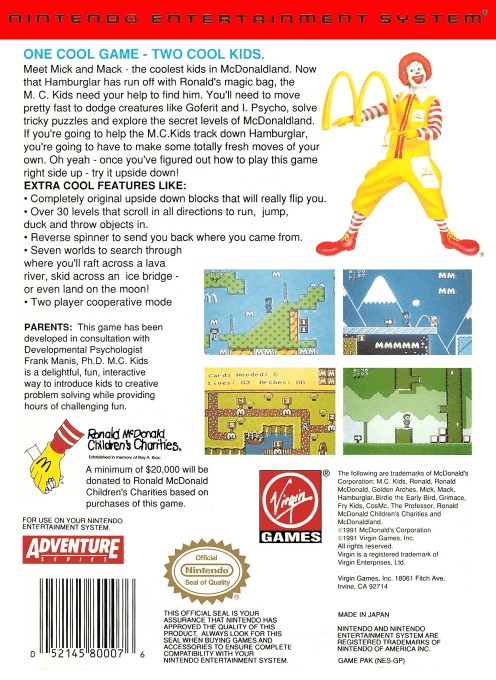 NINTENDO ENTERTAINMENT SYSTEM®
ONE COOL GAME - TWO COOL KIDS.
Meet Mick and Mack - the coolest kids in McDonaldland. Now
that Hamburglar has run off with Ronald's magic bag, the
M. C. Kids need your help to find him. You'll need to move
pretty fast to dodge creatures like Goferit and I. Psycho, solve
tricky puzzles and explore the secret levels of McDonaldland.
If you're going to help the M.C.Kids track down Hamburglar,
you're going to have to make some totally fresh moves of your
own. Oh yeah - once you've figured out how to play this game
right side up - try it upside down!
EXTRA COOL FEATURES LIKE:
• Completely original upside down blocks that will really flip you.
• Over 30 levels that scroll in all directions to run, jump,
duck and throw objects in.
• Reverse spinner to send you back where you came from.
• Seven worlds to search through
where you'll raft across a lava
river, skid across an ice bridge -
or even land on the moon!
• Two player cooperative mode
PARENTS: This game has been
developed in consultation with
Developmental Psychologist
Frank Manis, Ph.D. M.C. Kids
is a delightful, fun, interactive
way to introduce kids to creative
problem solving while providing
hours of challenging fun.
MMMMM!
Cards Needed: 6
Lives: 03 Arches: 00
Ronald McDonald
Children's Charities.
Established in memory of Ray A. Kroc
A minimum of $20,000 will be
donated to Ronald McDonald
Children's Charities based on
purchases of this game.
FOR USE ON YOUR NINTENDO
ENTERTAINMENT SYSTEM.
ADVENTURE
SERIES
0 52145 80007 6
Official
Nintendo
Seal of Quality
THIS OFFICIAL SEAL IS YOUR
ASSURANCE THAT NINTENDO HAS
APPROVED THE QUALITY OF THIS
PRODUCT. ALWAYS LOOK FOR THIS
SEAL WHEN BUYING GAMES AND
ACCESSORIES TO ENSURE COMPLETE
COMPATIBILITY WITH YOUR
NINTENDO ENTERTAINMENT SYSTEM.
Virgin ®
GAMES
The following are trademarks of McDonald's
Corporation: M.C. Kids, Ronald, Ronald
McDonald, Golden Arches, Mick, Mack,
Hamburglar, Birdie the Early Bird, Grimace,
Fry Kids, CosMc, The Professor, Ronald
McDonald Children's Charities and
McDonaldland.
©1991 McDonald's Corporation
©1991 Virgin Games, Inc.
All rights reserved.
Virgin is a registered trademark of
Virgin Enterprises, Ltd.
Virgin Games, Inc. 18061 Fitch Ave.
Irvine, CA 92714
MADE IN JAPAN
NINTENDO AND NINTENDO
ENTERTAINMENT SYSTEM ARE
REGISTERED TRADEMARKS OF
NINTENDO OF AMERICA INC.
GAME PAK (NES-GP)